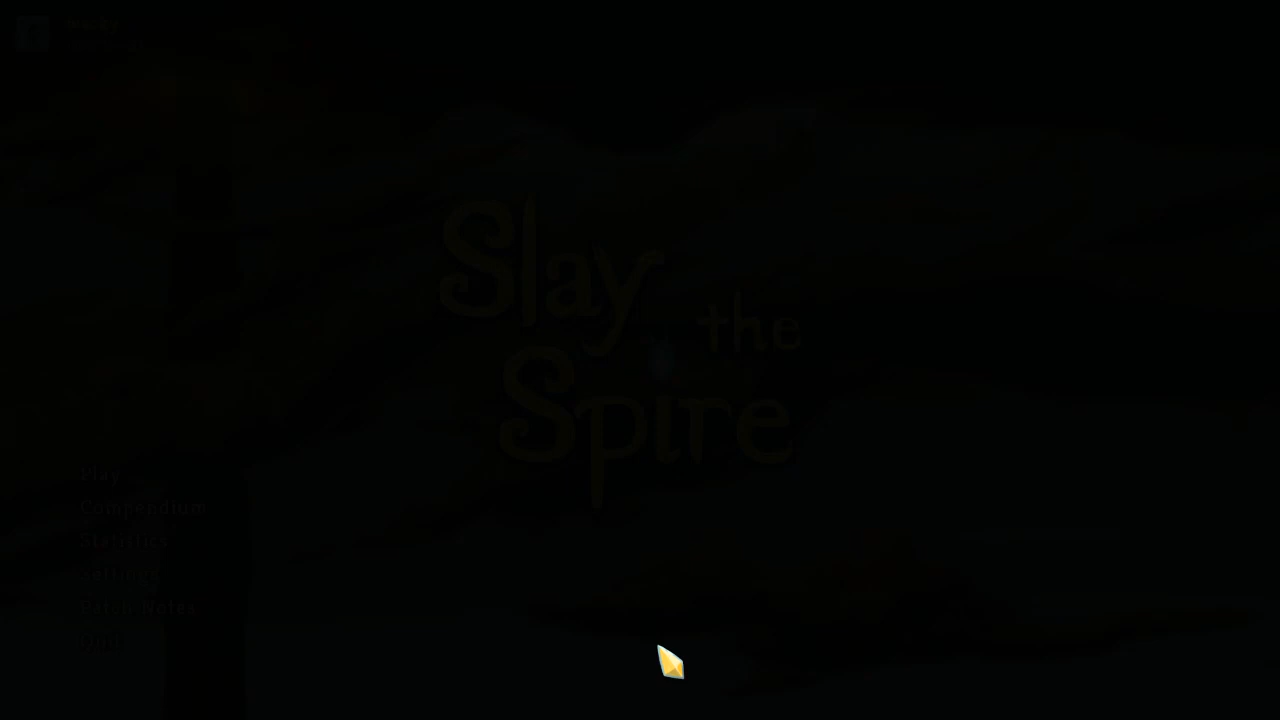 Slay
the
Spire
Play
Compendium
Statistics
Settings
Patch Notes
Quit